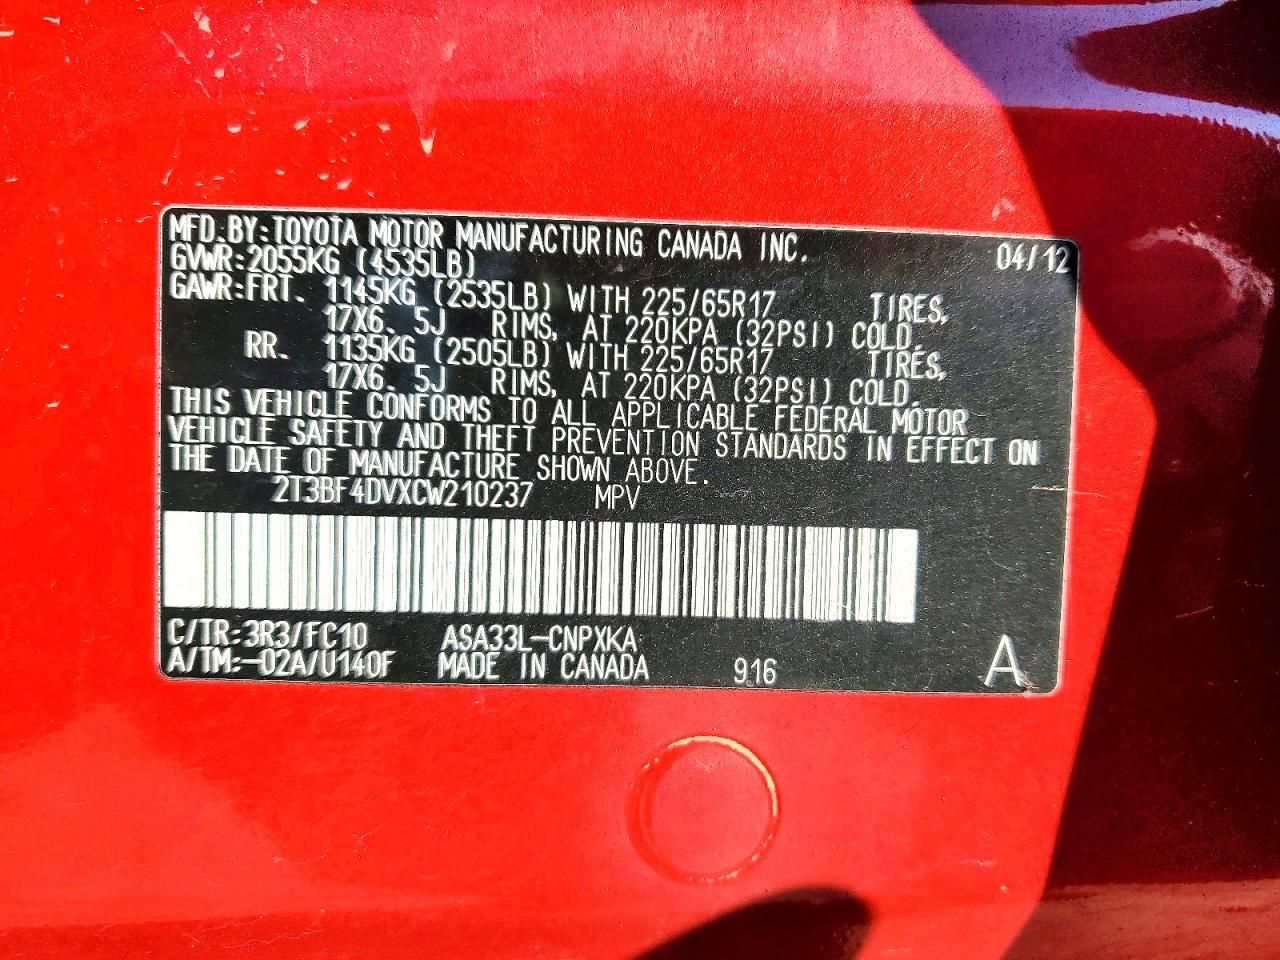 MFD.BY:TOYOTA MOTOR MANUFACTURING CANADA INC. 04/12
GVWR:2055KG (4535LB)
GAWR:FRT. 1145KG (2535LB) WITH 225/65R17 TIRES,
17X6.5J RIMS, AT 220KPA (32PSI) COLD.
RR. 1135KG (2505LB) WITH 225/65R17 TIRES,
17X6.5J RIMS, AT 220KPA (32PSI) COLD.
THIS VEHICLE CONFORMS TO ALL APPLICABLE FEDERAL MOTOR
VEHICLE SAFETY AND THEFT PREVENTION STANDARDS IN EFFECT ON
THE DATE OF MANUFACTURE SHOWN ABOVE.
2T3BF4DVXCW210237 MPV
C/TR:3R3/FC10 ASA33L-CNPXKA
A/TM:-02A/U140F MADE IN CANADA 916 A